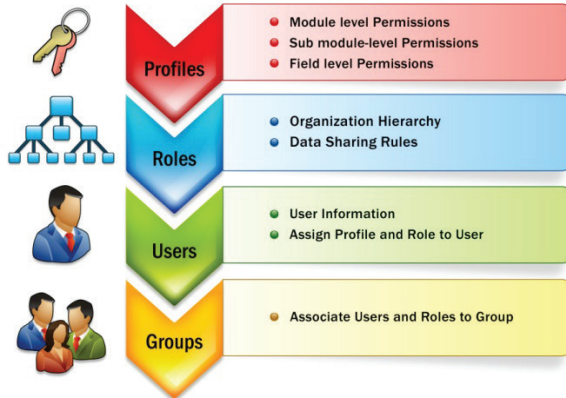 Profiles
Module level Permissions
Sub module-level Permissions
Field level Permissions
Roles
Organization Hierarchy
Data Sharing Rules
Users
User Information
Assign Profile and Role to User
Groups
Associate Users and Roles to Group